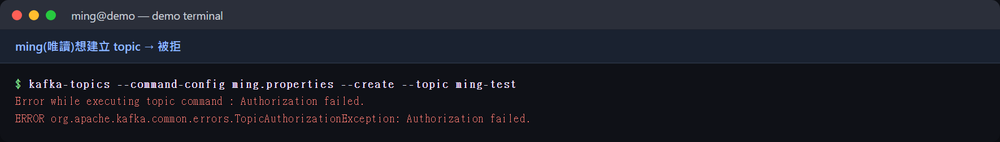 ming@demo — demo terminal
ming(唯讀)想建立 topic → 被拒
$ kafka-topics --command-config ming.properties --create --topic ming-test
Error while executing topic command : Authorization failed.
ERROR org.apache.kafka.common.errors.TopicAuthorizationException: Authorization failed.